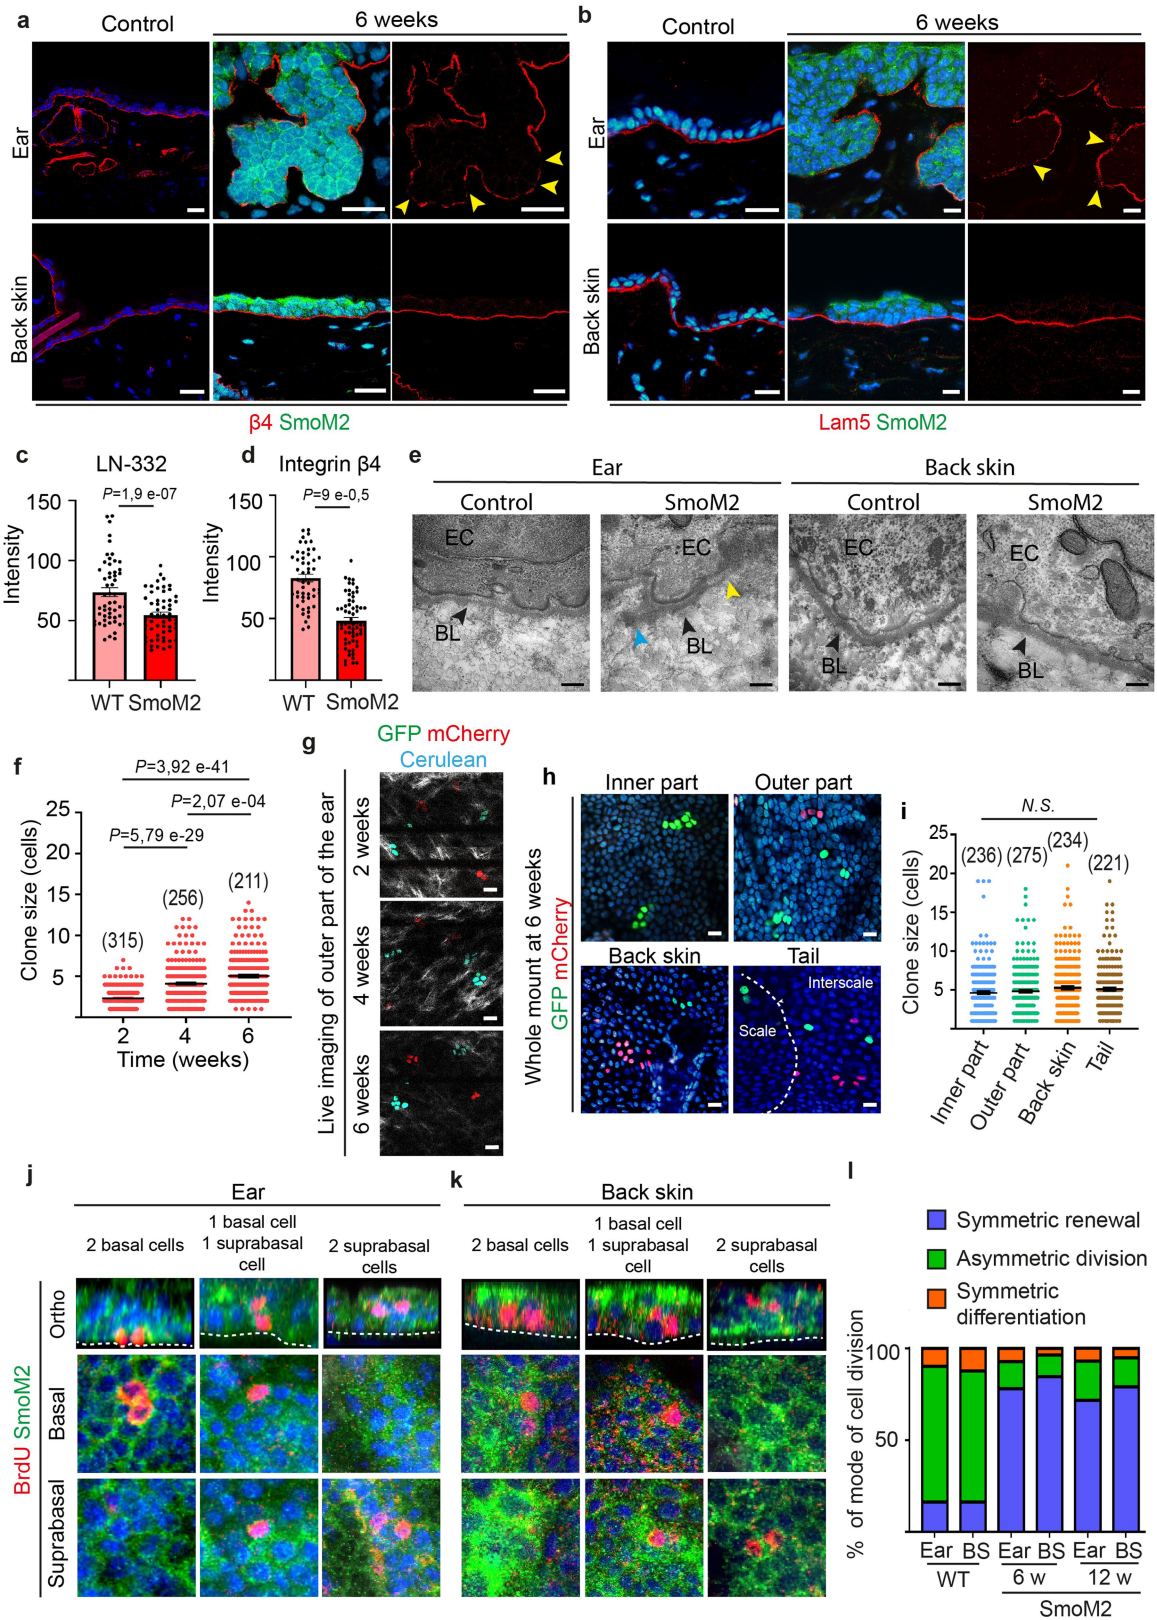 a
Control
6 weeks
Ear
Back skin
β4 SmoM2
b
Control
6 weeks
Ear
Back skin
Lam5 SmoM2
c
LN-332
P=1,9 e-07
Intensity
150
100
50
WT SmoM2
d
Integrin β4
P=9 e-0,5
Intensity
150
100
50
WT SmoM2
e
Ear
Back skin
Control
SmoM2
Control
SmoM2
EC
BL
EC
BL
EC
BL
EC
BL
f
P=3,92 e-41
P=2,07 e-04
P=5,79 e-29
Clone size (cells)
25
20
15
10
5
(315)
(256)
(211)
2 4 6
Time (weeks)
g
GFP mCherry
Cerulean
Live imaging of outer part of the ear
2 weeks
4 weeks
6 weeks
h
Whole mount at 6 weeks
GFP mCherry
Inner part
Outer part
Back skin
Tail
Interscale
Scale
i
N.S.
Clone size (cells)
25
20
15
10
5
(236)
(275)
(234)
(221)
Inner part
Outer part
Back skin
Tail
j
Ear
2 basal cells
1 basal cell
1 suprabasal
cell
2 suprabasal
cells
BrdU SmoM2
Ortho
Basal
Suprabasal
k
Back skin
2 basal cells
1 basal cell
1 suprabasal
cell
2 suprabasal
cells
l
Symmetric renewal
Asymmetric division
Symmetric
differentiation
% of mode of cell division
100
50
Ear BS Ear BS Ear BS
WT 6 w 12 w
SmoM2